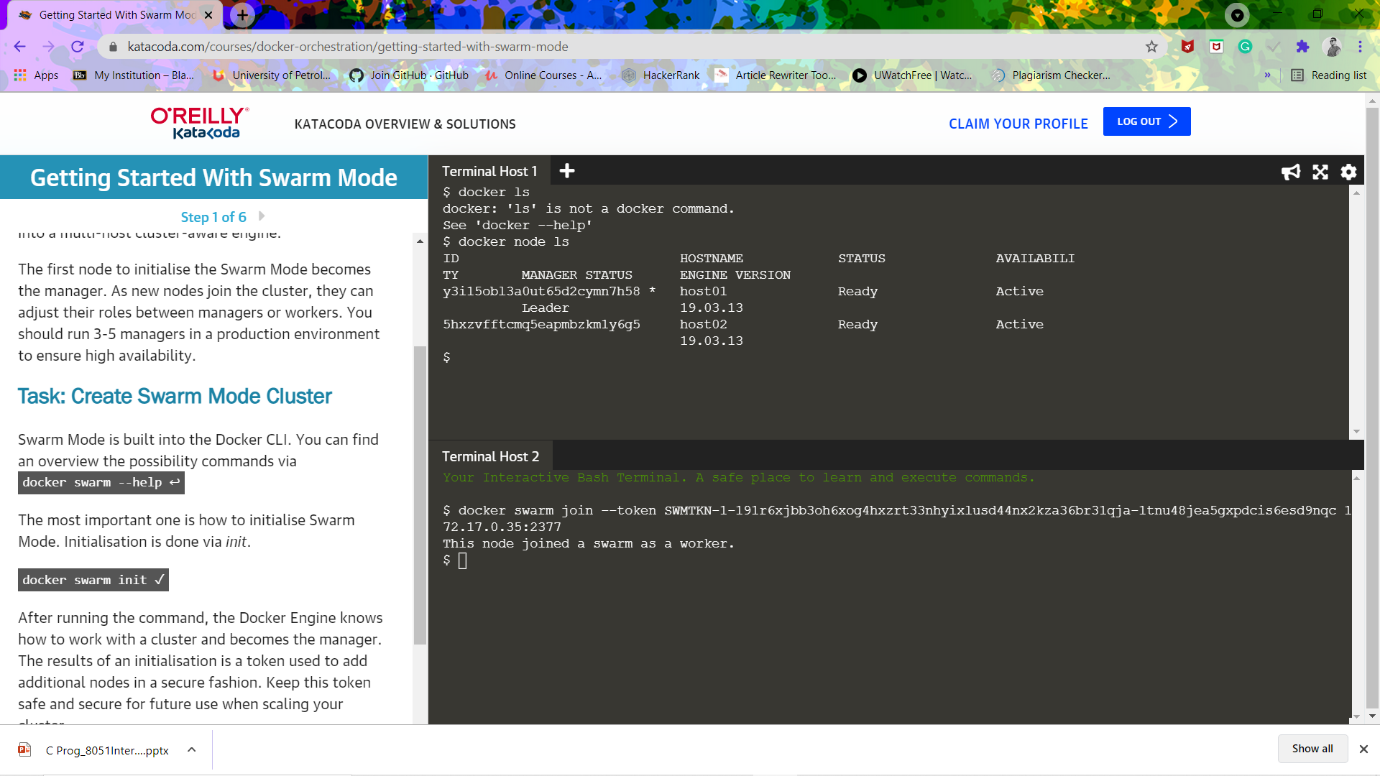 Getting Started With Swarm Mod
katacoda.com/courses/docker-orchestration/getting-started-with-swarm-mode
Apps
Bb
My Institution – Bla...
University of Petrol...
Join GitHub · GitHub
Online Courses - A...
HackerRank
Article Rewriter Too...
UWatchFree | Watc...
Plagiarism Checker...
»
Reading list
O'REILLY
Katacoda
KATACODA OVERVIEW & SOLUTIONS
CLAIM YOUR PROFILE
LOG OUT
Getting Started With Swarm Mode
Step 1 of 6
into a multi-host cluster-aware engine.
The first node to initialise the Swarm Mode becomes
the manager. As new nodes join the cluster, they can
adjust their roles between managers or workers. You
should run 3-5 managers in a production environment
to ensure high availability.
Task: Create Swarm Mode Cluster
Swarm Mode is built into the Docker CLI. You can find
an overview the possibility commands via
docker swarm --help ↩
The most important one is how to initialise Swarm
Mode. Initialisation is done via init.
docker swarm init ✓
After running the command, the Docker Engine knows
how to work with a cluster and becomes the manager.
The results of an initialisation is a token used to add
additional nodes in a secure fashion. Keep this token
safe and secure for future use when scaling your
cluster.
Terminal Host 1
$ docker ls
docker: 'ls' is not a docker command.
See 'docker --help'
$ docker node ls
ID HOSTNAME STATUS AVAILABILI
TY MANAGER STATUS ENGINE VERSION
y3i15obl3a0ut65d2cymn7h58 * host01 Ready Active
Leader 19.03.13
5hxzvfftcmq5eapmbzkmly6g5 host02 Ready Active
19.03.13
$
Terminal Host 2
Your Interactive Bash Terminal. A safe place to learn and execute commands.
$ docker swarm join --token SWMTKN-1-191r6xjbb3oh6xog4hxzrt33nhyix1usd44nx2kza36br31qja-1tnu48jea5gxpdcis6esd9nqc 1
72.17.0.35:2377
This node joined a swarm as a worker.
$
C Prog_8051Inter....pptx
Show all